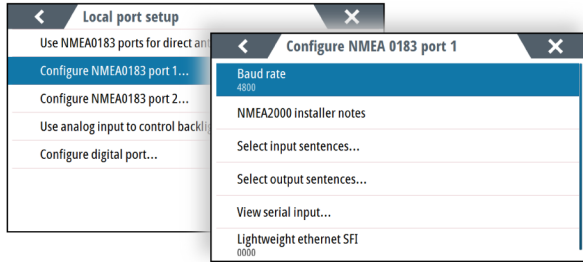 Local port setup
Use NMEA0183 ports for direct
Configure NMEA0183 port 1...
Configure NMEA0183 port 2...
Use analog input to control
Configure digital port...
Configure NMEA 0183 port 1
Baud rate
4800
NMEA2000 installer notes
Select input sentences...
Select output sentences...
View serial input...
Lightweight ethernet SFI
0000